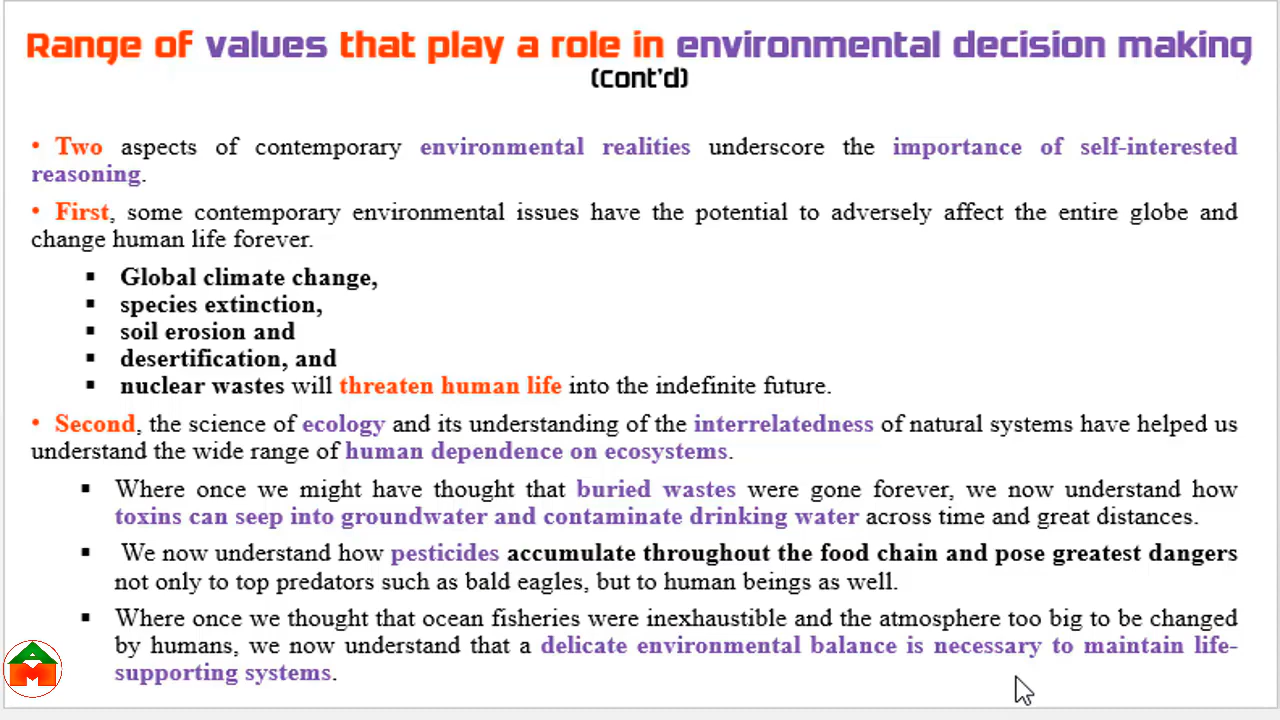 Range of values that play a role in environmental decision making
(Cont'd)
• Two aspects of contemporary environmental realities underscore the importance of self-interested
reasoning.
• First, some contemporary environmental issues have the potential to adversely affect the entire globe and
change human life forever.
▪ Global climate change,
▪ species extinction,
▪ soil erosion and
▪ desertification, and
▪ nuclear wastes will threaten human life into the indefinite future.
• Second, the science of ecology and its understanding of the interrelatedness of natural systems have helped us
understand the wide range of human dependence on ecosystems.
▪ Where once we might have thought that buried wastes were gone forever, we now understand how
toxins can seep into groundwater and contaminate drinking water across time and great distances.
▪ We now understand how pesticides accumulate throughout the food chain and pose greatest dangers
not only to top predators such as bald eagles, but to human beings as well.
▪ Where once we thought that ocean fisheries were inexhaustible and the atmosphere too big to be changed
by humans, we now understand that a delicate environmental balance is necessary to maintain life-
supporting systems.